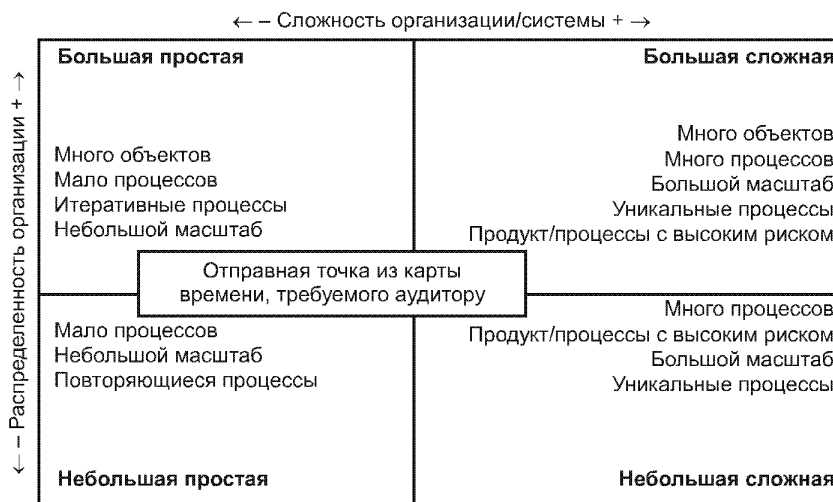 ← – Сложность организации/системы + →
← – Распределенность организации + →
Большая простая
Много объектов
Мало процессов
Итеративные процессы
Небольшой масштаб
Большая сложная
Много объектов
Много процессов
Большой масштаб
Уникальные процессы
Продукт/процессы с высоким риском
Отправная точка из карты
времени, требуемого аудитору
Мало процессов
Небольшой масштаб
Повторяющиеся процессы
Небольшая простая
Много процессов
Продукт/процессы с высоким риском
Большой масштаб
Уникальные процессы
Небольшая сложная